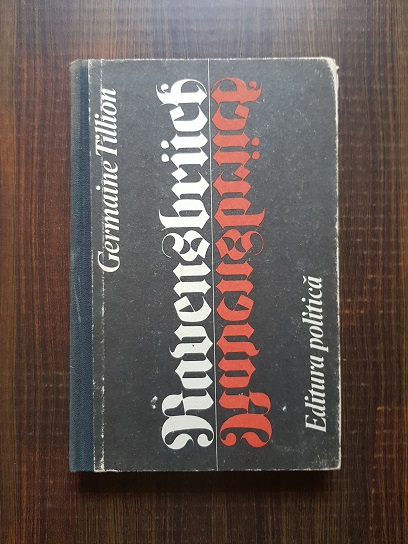 Germaine Tillion
Ravensbrück
Ravensbrück
Editura politică